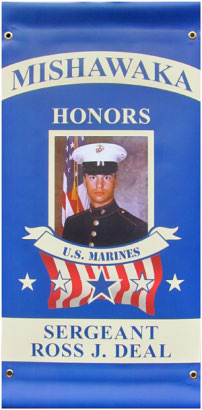 MISHAWAKA
HONORS
U.S. MARINES
SERGEANT
ROSS J. DEAL